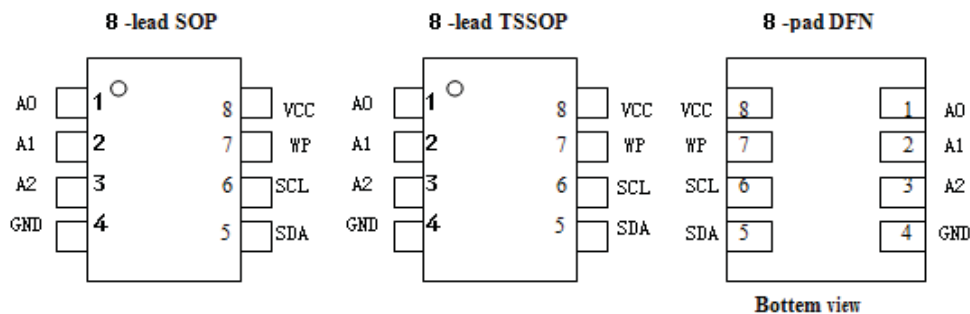 8 -lead SOP
A0 1 8 VCC
A1 2 7 WP
A2 3 6 SCL
GND 4 5 SDA
8 -lead TSSOP
A0 1 8 VCC
A1 2 7 WP
A2 3 6 SCL
GND 4 5 SDA
8 -pad DFN
VCC 8 1 A0
WP 7 2 A1
SCL 6 3 A2
SDA 5 4 GND
Bottem view